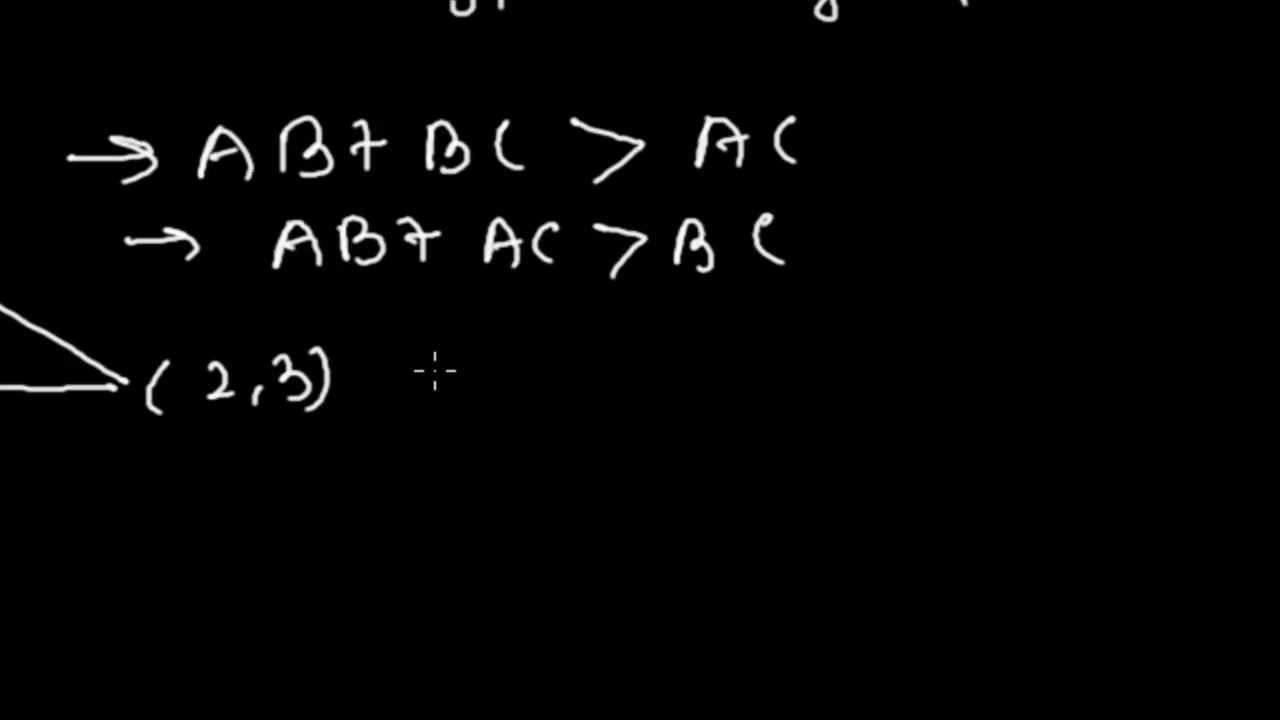 → AB + BC > AC
→ AB + AC > BC
(2,3)